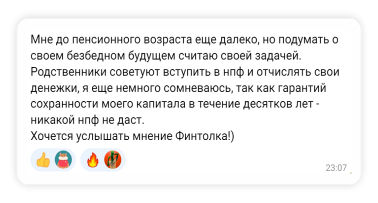 Мне до пенсионного возраста еще далеко, но подумать о
своем безбедном будущем считаю своей задачей.
Родственники советуют вступить в нпф и отчислять свои
денежки, я еще немного сомневаюсь, так как гарантий
сохранности моего капитала в течение десятков лет -
никакой нпф не даст.
Хочется услышать мнение Финтолка!)
23:07